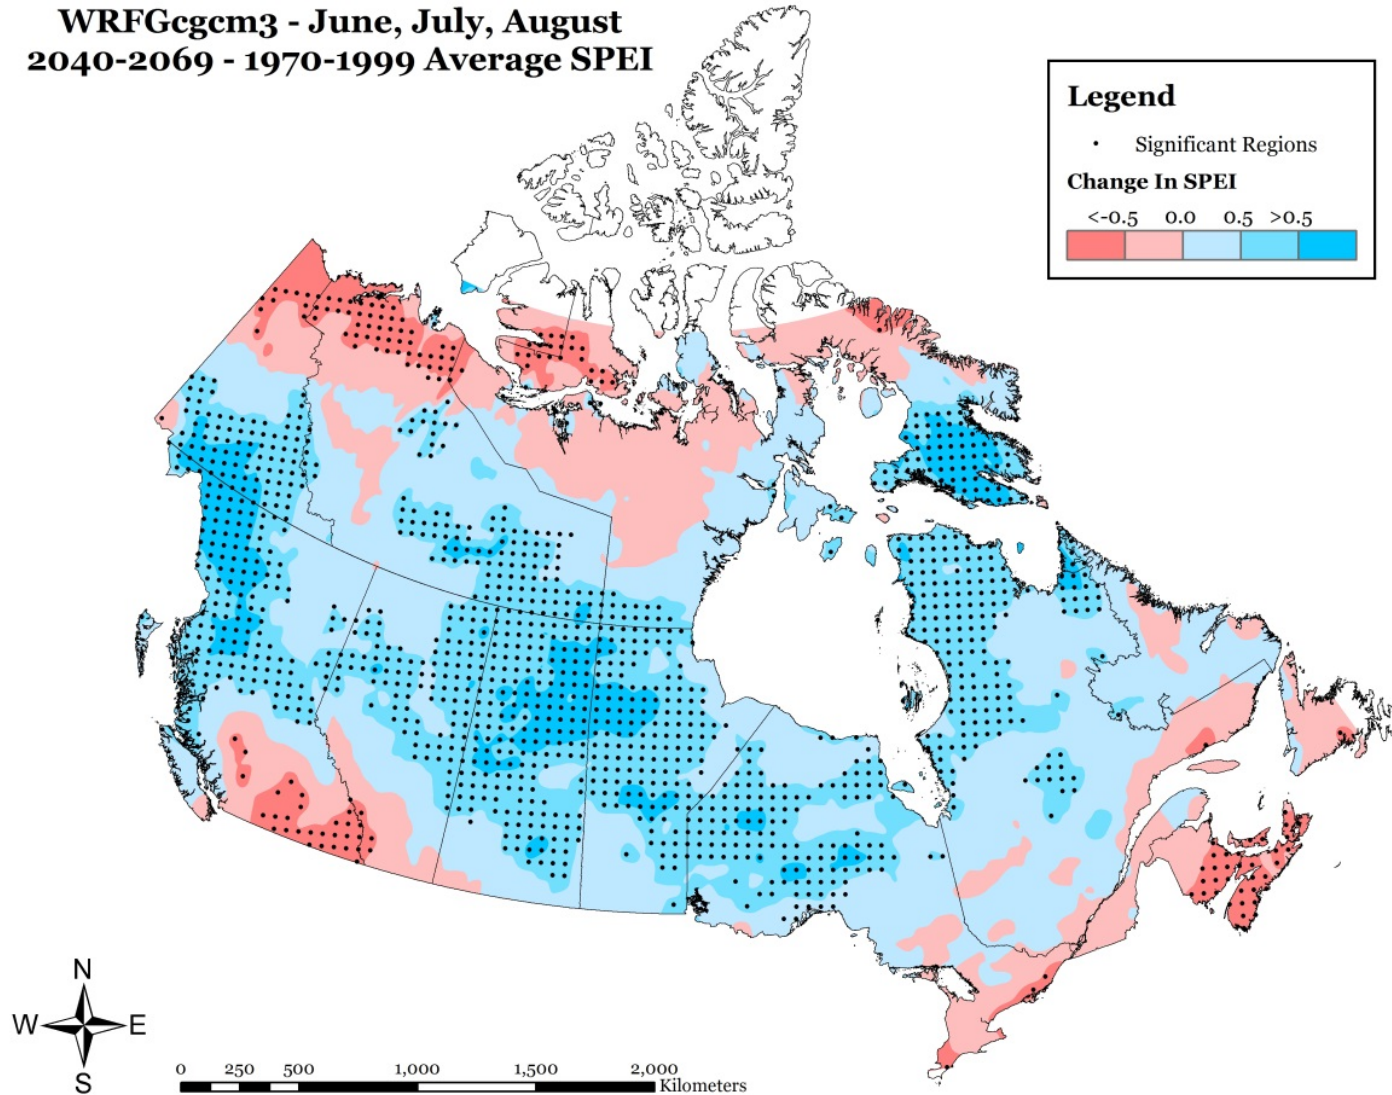 WRFGcgcm3 - June, July, August
2040-2069 - 1970-1999 Average SPEI
Legend
Significant Regions
Change In SPEI
<-0.5 0.0 0.5 >0.5
N
W E
S
0 250 500 1,000 1,500 2,000
Kilometers